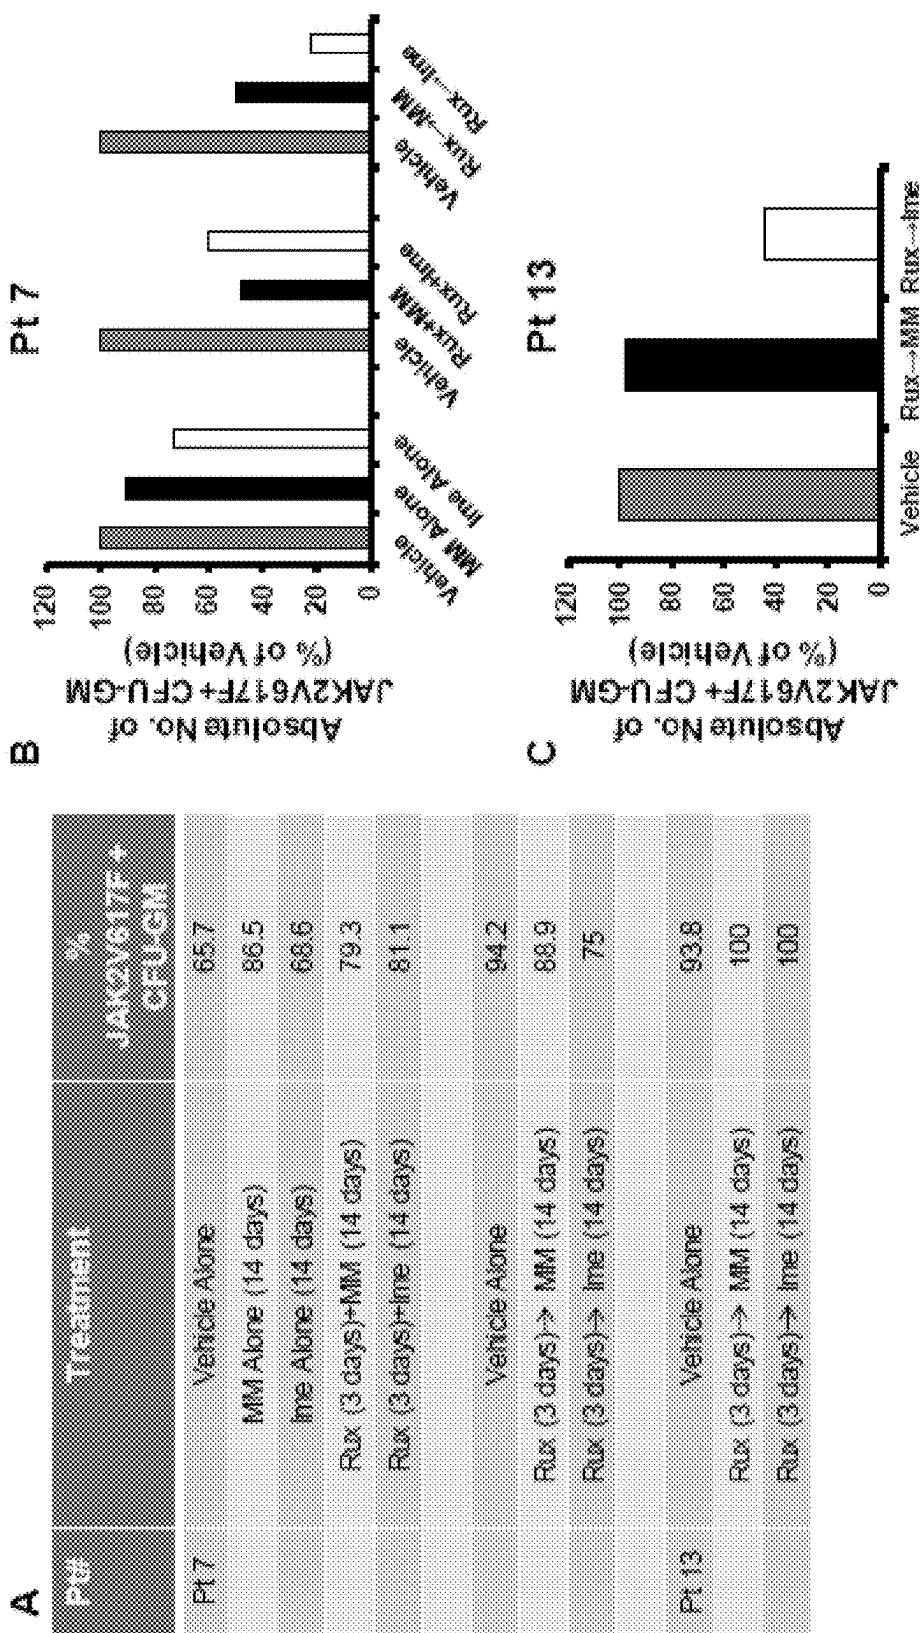 A
Pt# Treatment %
JAK2V617F +
CFU-GM
Pt 7 Vehicle Alone 65.7
MM Alone (14 days) 86.5
Ime Alone (14 days) 68.6
Rux (3 days)+MM (14 days) 79.3
Rux (3 days)+Ime (14 days) 81.1
Vehicle Alone 94.2
Rux (3 days)→ MM (14 days) 88.9
Rux (3 days)→ Ime (14 days) 75
Pt 13 Vehicle Alone 93.8
Rux (3 days)→ MM (14 days) 100
Rux (3 days)→ Ime (14 days) 100
B
Pt 7
Absolute No. of
JAK2V617F+ CFU-GM
(% of Vehicle)
120
100
80
60
40
20
0
Vehicle
MM Alone
Ime Alone
Vehicle
Rux+MM
Rux+Ime
Vehicle
Rux→MM
Rux→Ime
C
Pt 13
Absolute No. of
JAK2V617F+ CFU-GM
(% of Vehicle)
120
100
80
60
40
20
0
Vehicle Rux→MM Rux→Ime